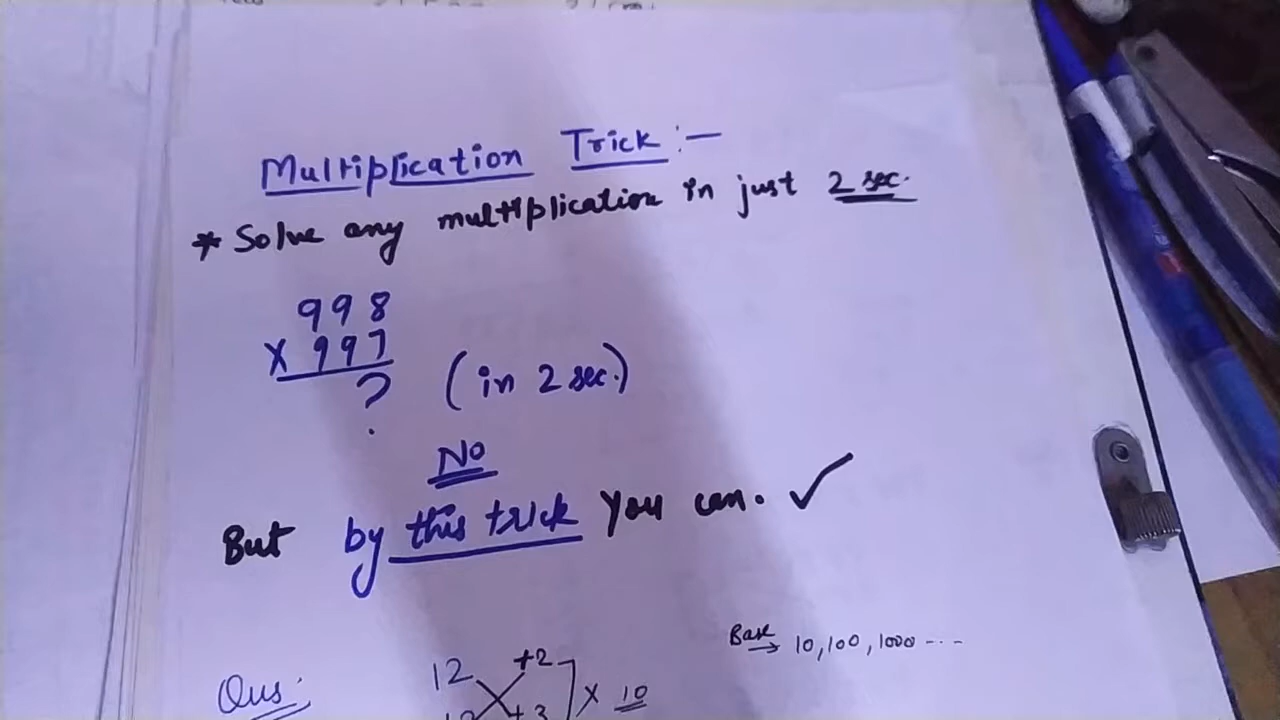 Multiplication Trick:-
* Solve any multiplication in just 2 sec.
998
x 997
? (in 2 sec.)
No
But by this trick you can. ✓
Base → 10, 100, 1000 ----
Ques:
12 +2
+3 x 10